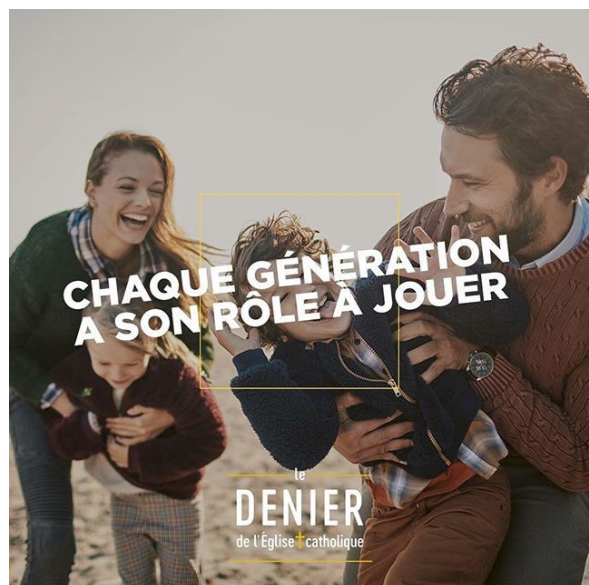 CHAQUE GÉNÉRATION
A SON RÔLE À JOUER
le
DENIER
de l'Église catholique